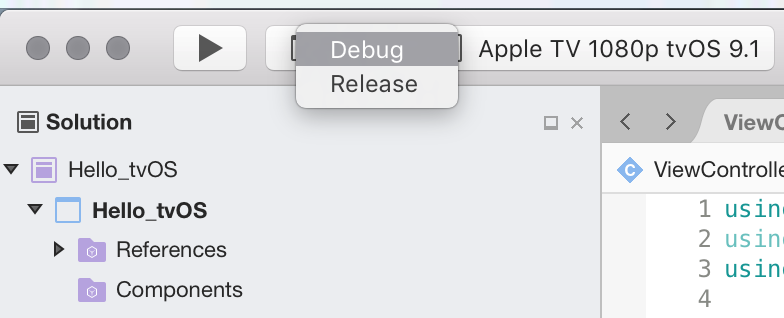 Debug
Apple TV 1080p tvOS 9.1
Release
Solution
Hello_tvOS
Hello_tvOS
References
Components
ViewC
ViewControlle
1 usin
2 usin
3 usin
4